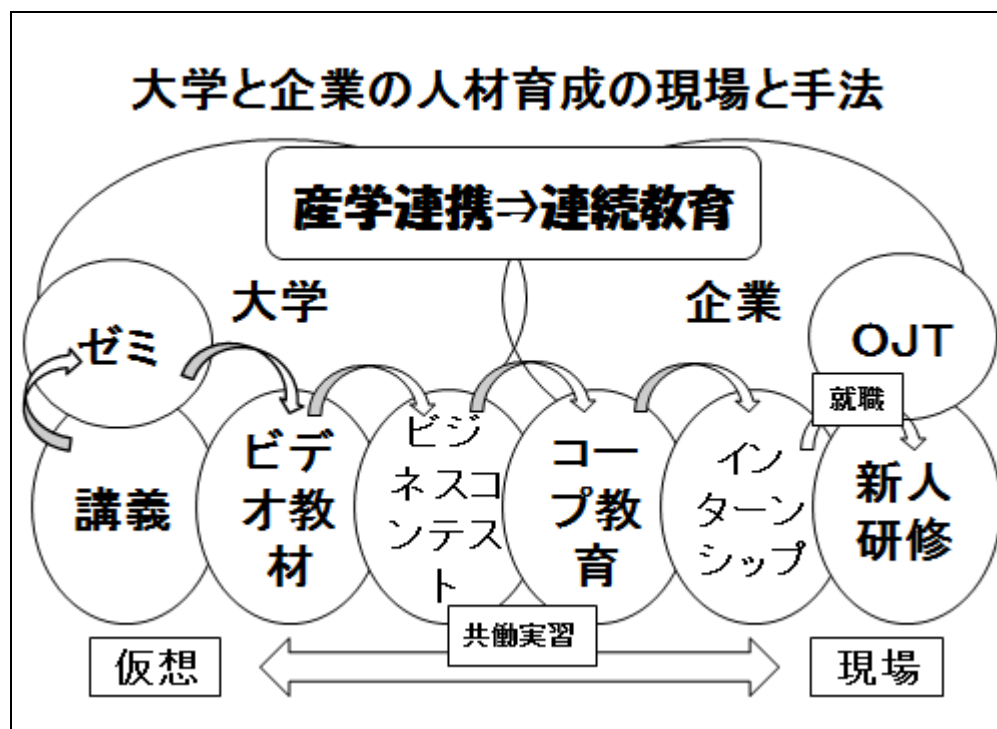 大学と企業の人材育成の現場と手法
産学連携⇒連続教育
大学
企業
ゼミ
OJT
就職
講義
ビデ
オ教
材
ビジ
ネスコ
ンテス
ト
コー
プ教
育
イン
ターン
シップ
新人
研修
共働実習
仮想
現場